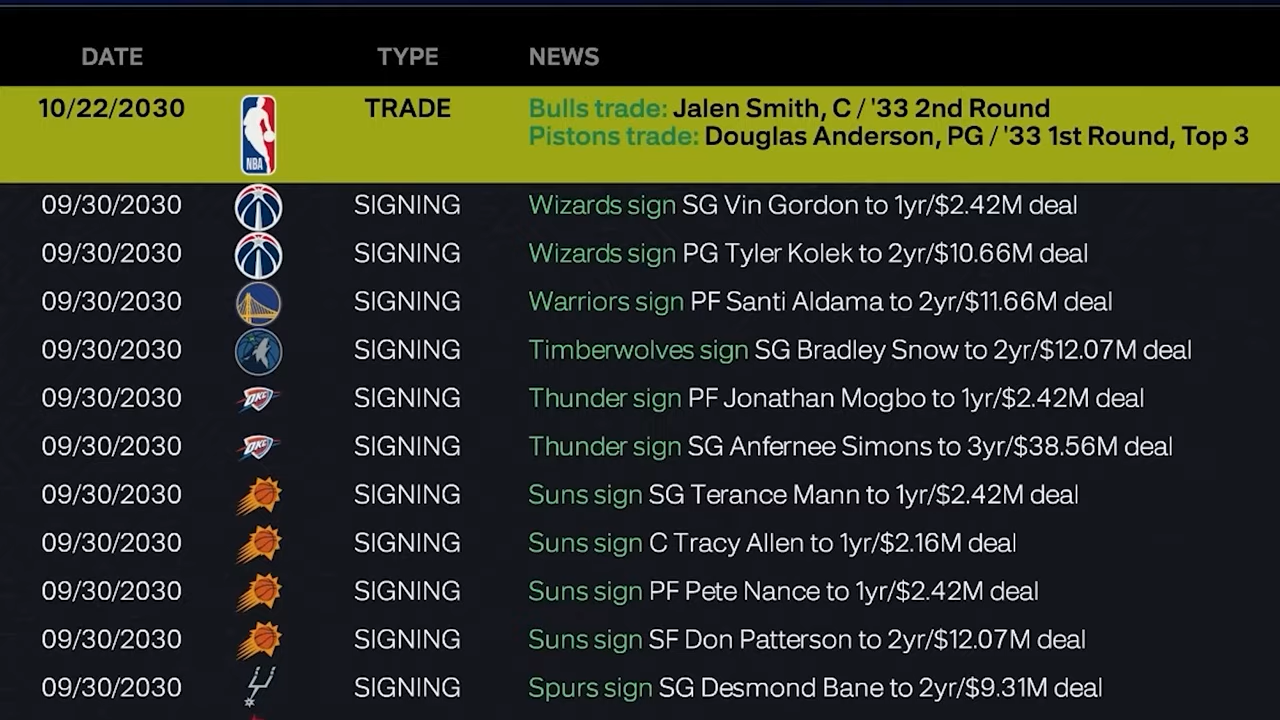 DATE TYPE NEWS
10/22/2030 NBA TRADE Bulls trade: Jalen Smith, C / '33 2nd Round
Pistons trade: Douglas Anderson, PG / '33 1st Round, Top 3
09/30/2030 SIGNING Wizards sign SG Vin Gordon to 1yr/$2.42M deal
09/30/2030 SIGNING Wizards sign PG Tyler Kolek to 2yr/$10.66M deal
09/30/2030 SIGNING Warriors sign PF Santi Aldama to 2yr/$11.66M deal
09/30/2030 SIGNING Timberwolves sign SG Bradley Snow to 2yr/$12.07M deal
09/30/2030 OKC SIGNING Thunder sign PF Jonathan Mogbo to 1yr/$2.42M deal
09/30/2030 OKC SIGNING Thunder sign SG Anfernee Simons to 3yr/$38.56M deal
09/30/2030 SIGNING Suns sign SG Terance Mann to 1yr/$2.42M deal
09/30/2030 SIGNING Suns sign C Tracy Allen to 1yr/$2.16M deal
09/30/2030 SIGNING Suns sign PF Pete Nance to 1yr/$2.42M deal
09/30/2030 SIGNING Suns sign SF Don Patterson to 2yr/$12.07M deal
09/30/2030 SIGNING Spurs sign SG Desmond Bane to 2yr/$9.31M deal